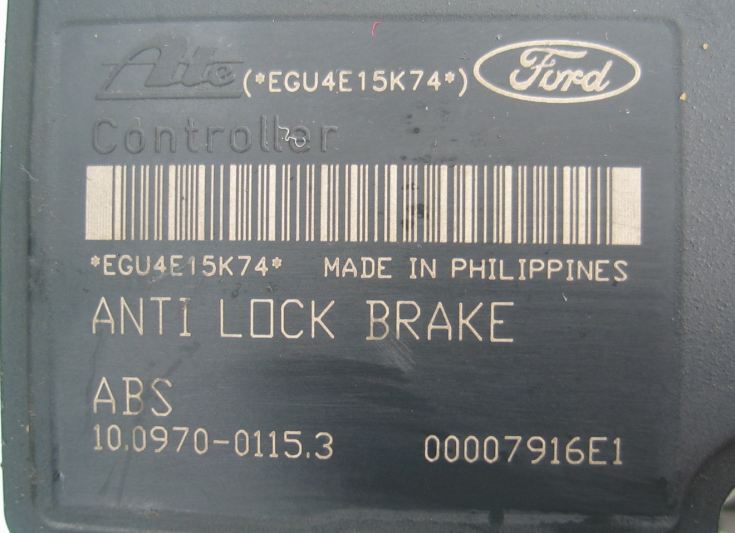 Ate (*EGU4E15K74*) Ford
Controller
*EGU4E15K74* MADE IN PHILIPPINES
ANTI LOCK BRAKE
ABS
10.0970-0115.3 00007916E1